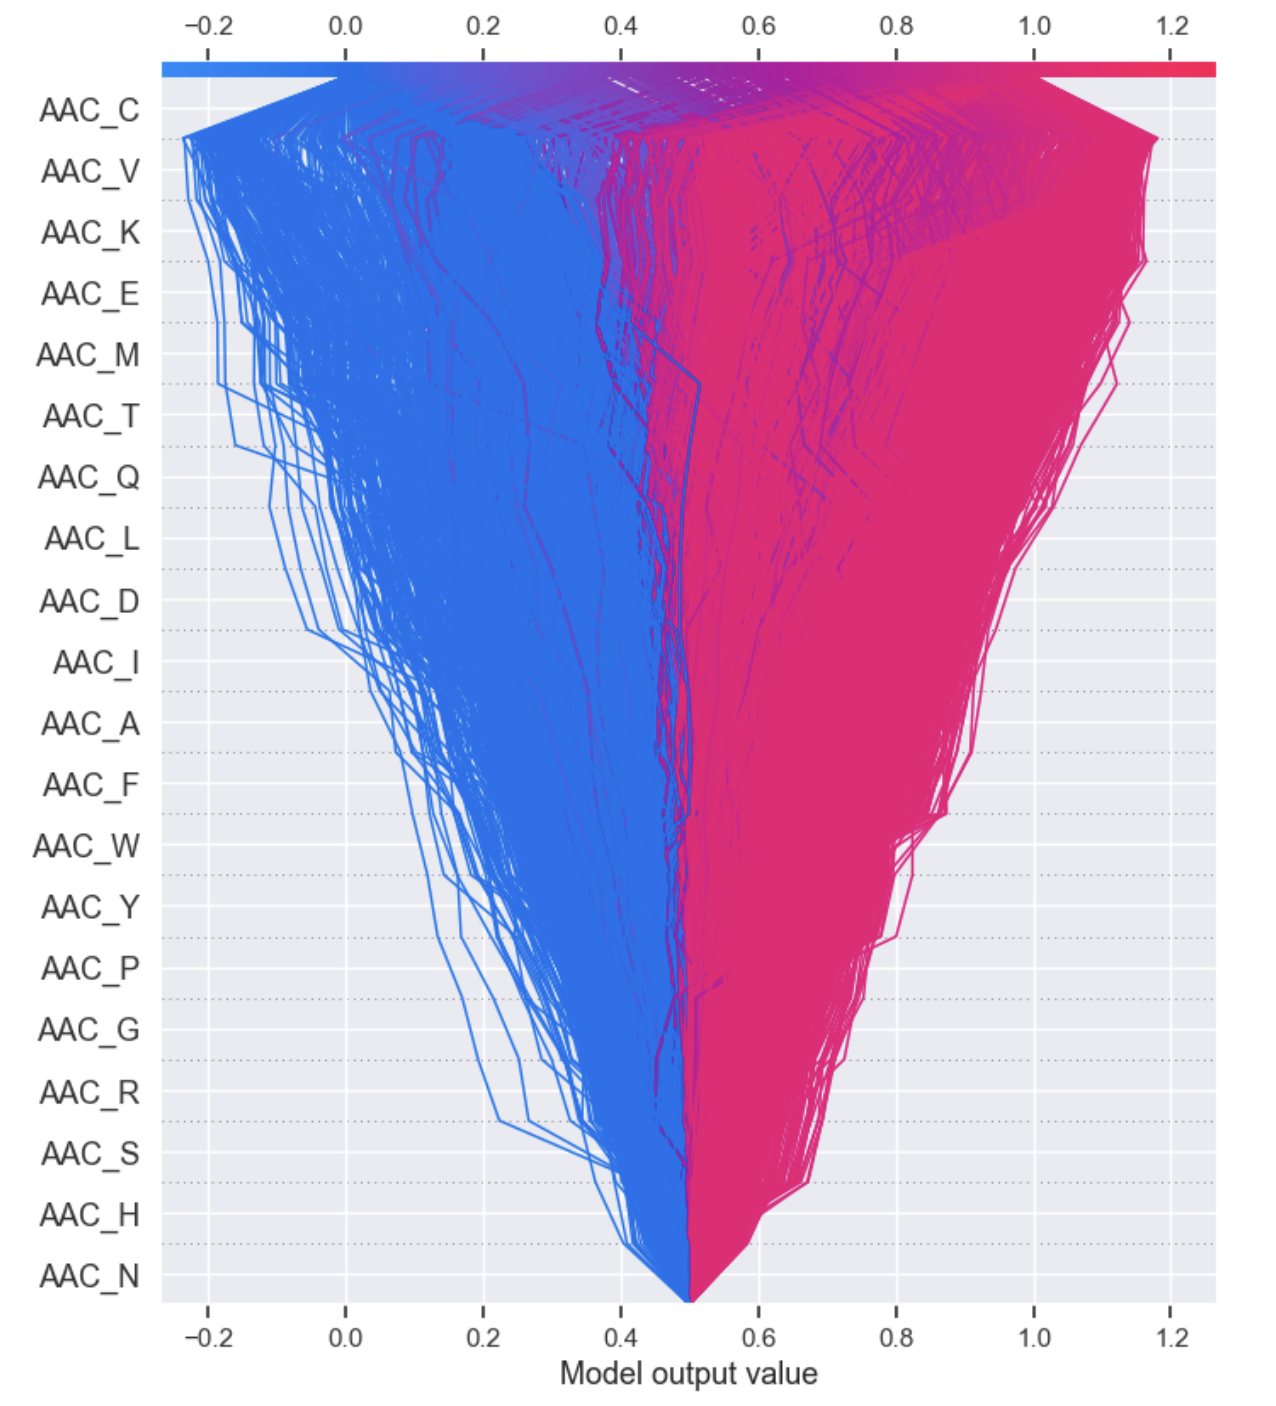 −0.2 0.0 0.2 0.4 0.6 0.8 1.0 1.2
AAC_C
AAC_V
AAC_K
AAC_E
AAC_M
AAC_T
AAC_Q
AAC_L
AAC_D
AAC_I
AAC_A
AAC_F
AAC_W
AAC_Y
AAC_P
AAC_G
AAC_R
AAC_S
AAC_H
AAC_N
−0.2 0.0 0.2 0.4 0.6 0.8 1.0 1.2
Model output value